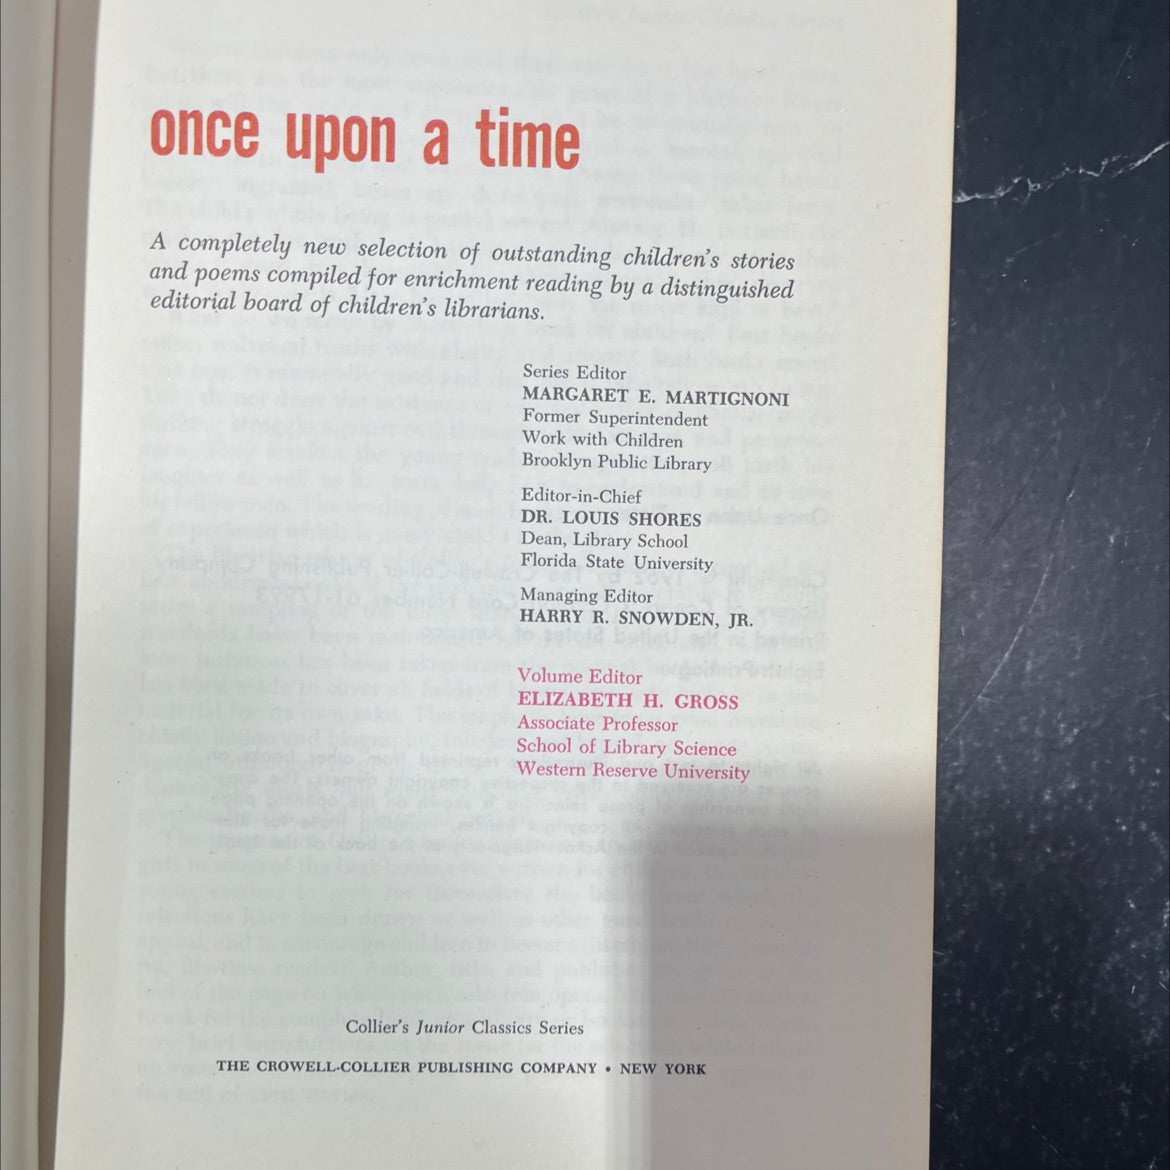 once upon a time
A completely new selection of outstanding children's stories
and poems compiled for enrichment reading by a distinguished
editorial board of children's librarians.
Series Editor
MARGARET E. MARTIGNONI
Former Superintendent
Work with Children
Brooklyn Public Library
Editor-in-Chief
DR. LOUIS SHORES
Dean, Library School
Florida State University
Managing Editor
HARRY R. SNOWDEN, JR.
Volume Editor
ELIZABETH H. GROSS
Associate Professor
School of Library Science
Western Reserve University
Collier's Junior Classics Series
THE CROWELL-COLLIER PUBLISHING COMPANY • NEW YORK